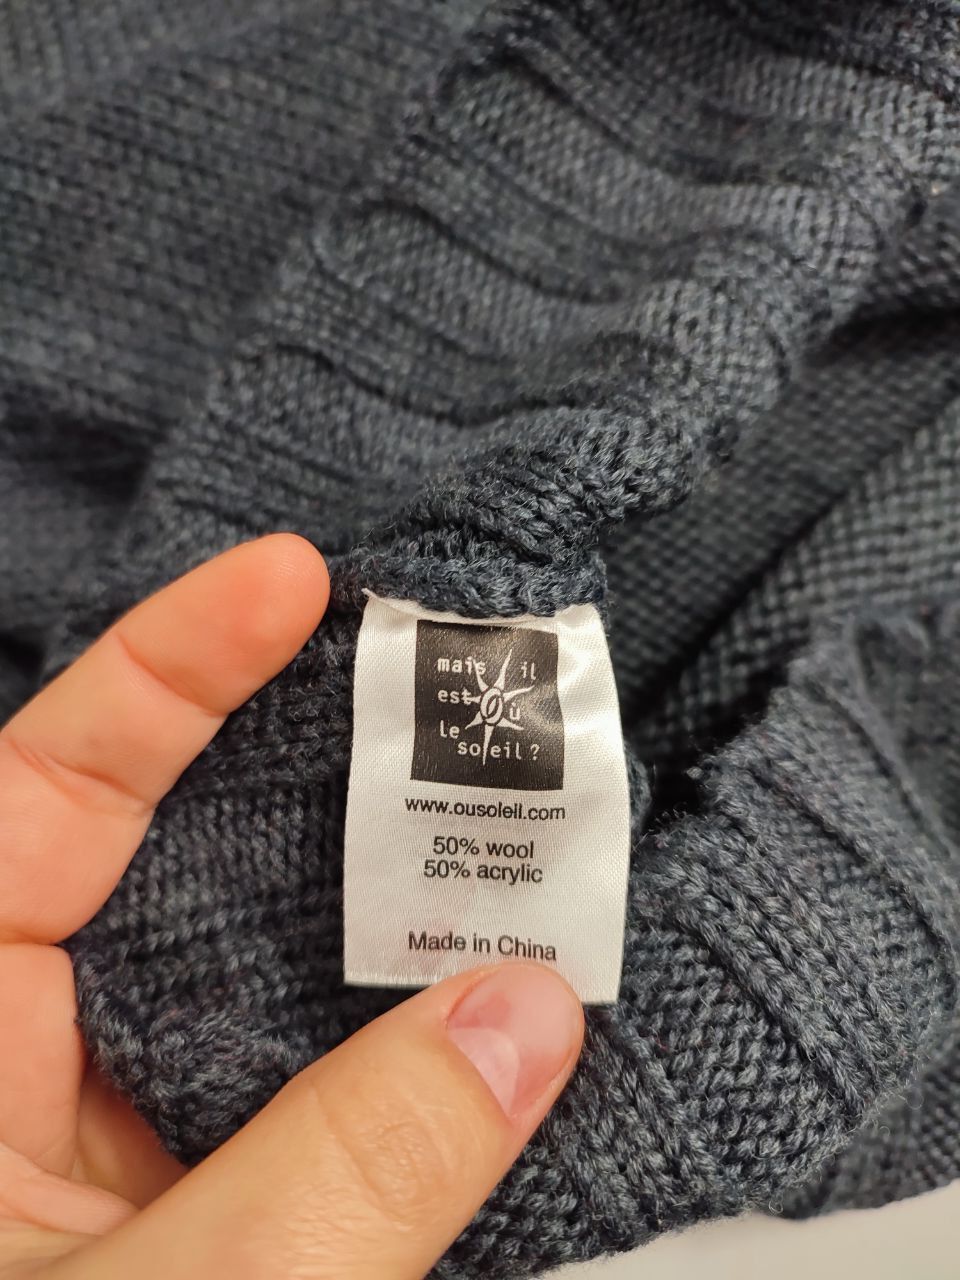 mais il
est où
le
soleil ?
www.ousoleil.com
50% wool
50% acrylic
Made in China